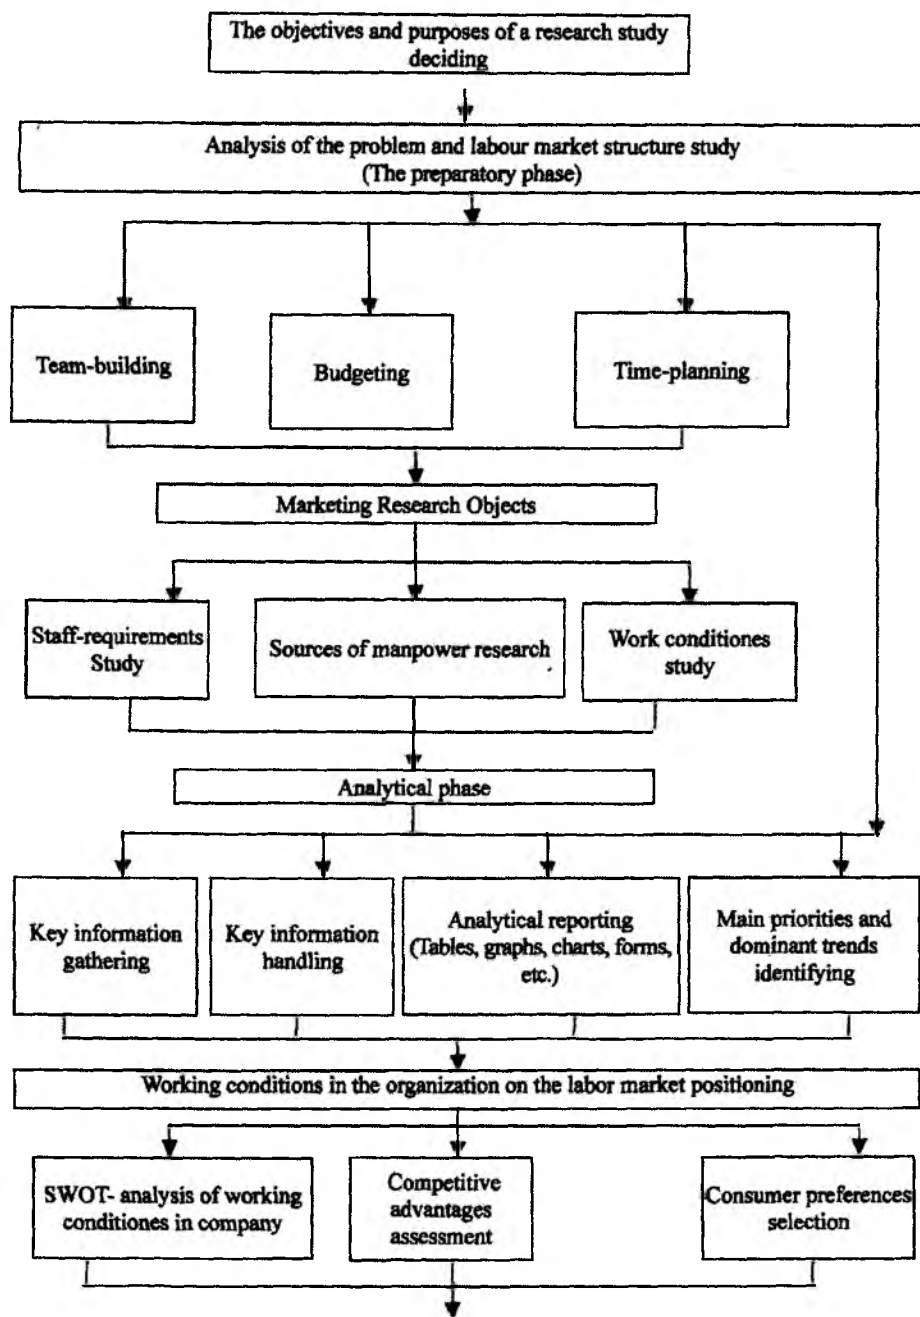 The objectives and purposes of a research study
deciding
Analysis of the problem and labour market structure study
(The preparatory phase)
Team-building
Budgeting
Time-planning
Marketing Research Objects
Staff-requirements
Study
Sources of manpower research
Work conditiones
study
Analytical phase
Key information
gathering
Key information
handling
Analytical reporting
(Tables, graphs, charts, forms,
etc.)
Main priorities and
dominant trends
identifying
Working conditions in the organization on the labor market positioning
SWOT- analysis of working
conditiones in company
Competitive
advantages
assessment
Consumer preferences
selection